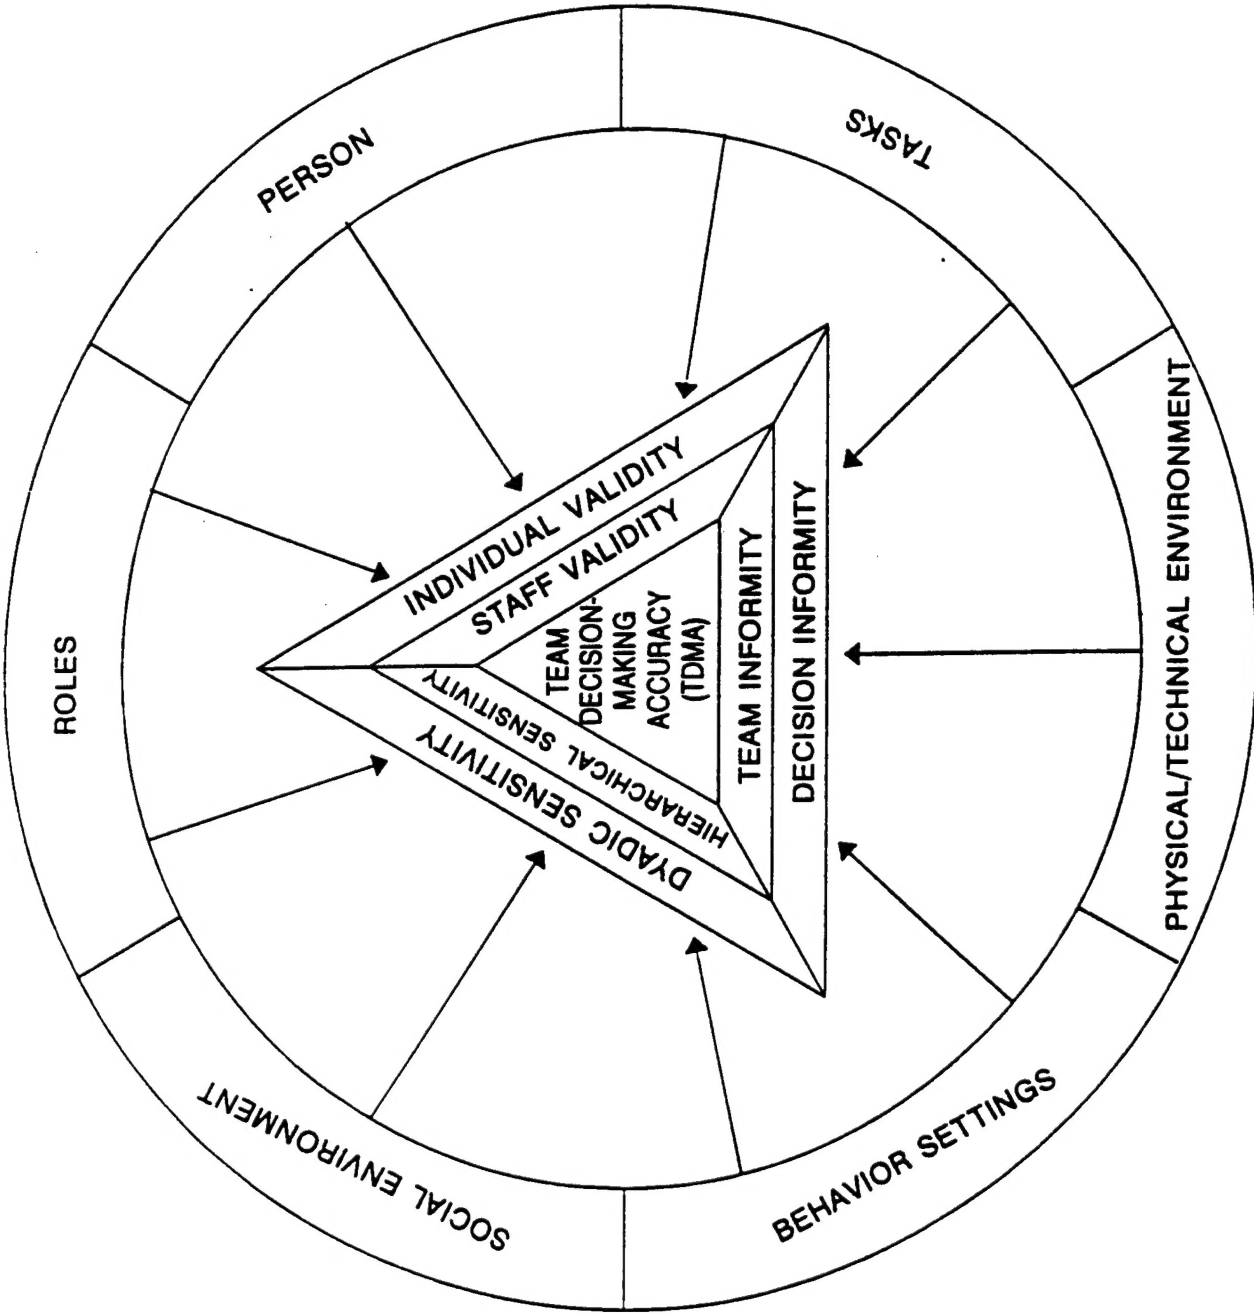 ROLES
PERSON
TASKS
PHYSICAL/TECHNICAL ENVIRONMENT
BEHAVIOR SETTINGS
SOCIAL ENVIRONMENT
INDIVIDUAL VALIDITY
STAFF VALIDITY
TEAM
DECISION-
MAKING
ACCURACY
(TDMA)
TEAM INFORMITY
DECISION INFORMITY
HIERARCHICAL SENSITIVITY
DYADIC SENSITIVITY